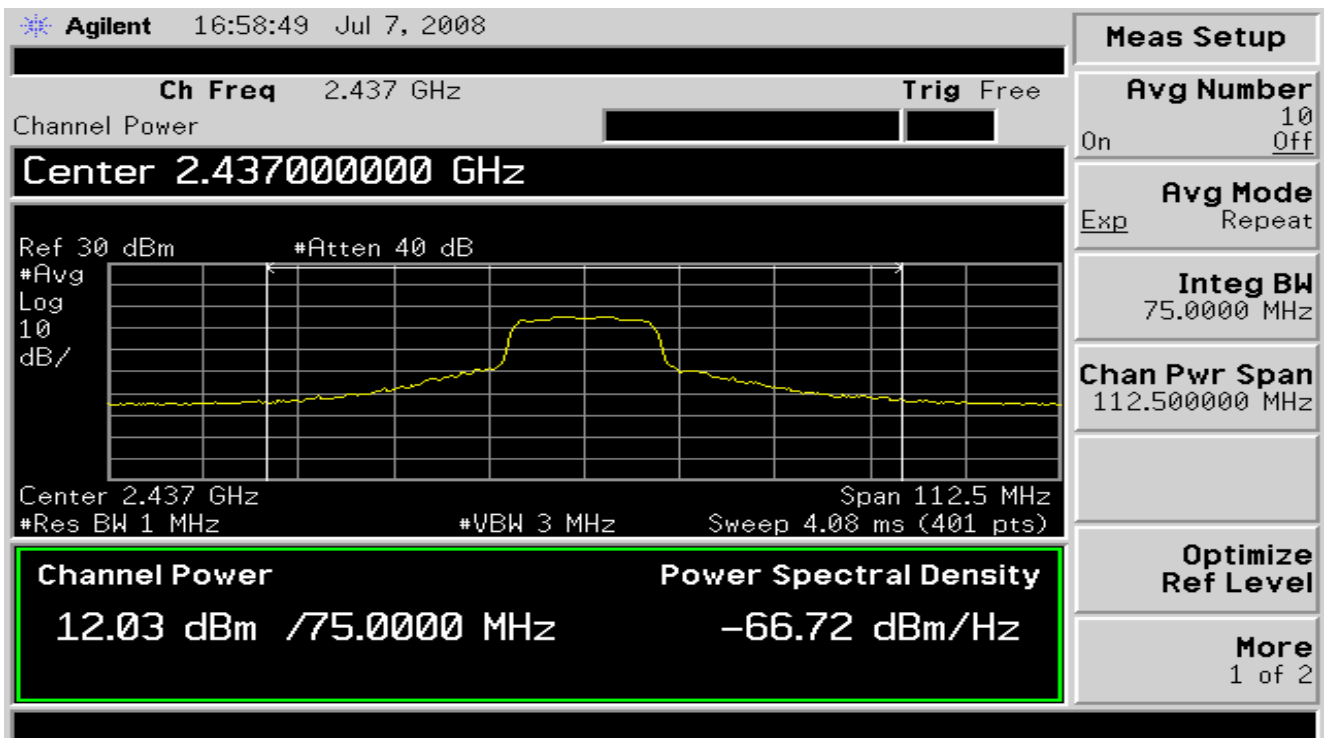 Agilent 16:58:49 Jul 7, 2008
Ch Freq 2.437 GHz Trig Free
Channel Power
Center 2.437000000 GHz
Ref 30 dBm #Atten 40 dB
#Avg
Log
10
dB/
Center 2.437 GHz Span 112.5 MHz
#Res BW 1 MHz #VBW 3 MHz Sweep 4.08 ms (401 pts)
Channel Power Power Spectral Density
12.03 dBm /75.0000 MHz -66.72 dBm/Hz
Meas Setup
Avg Number
10
On Off
Avg Mode
Exp Repeat
Integ BW
75.0000 MHz
Chan Pwr Span
112.500000 MHz
Optimize
Ref Level
More
1 of 2